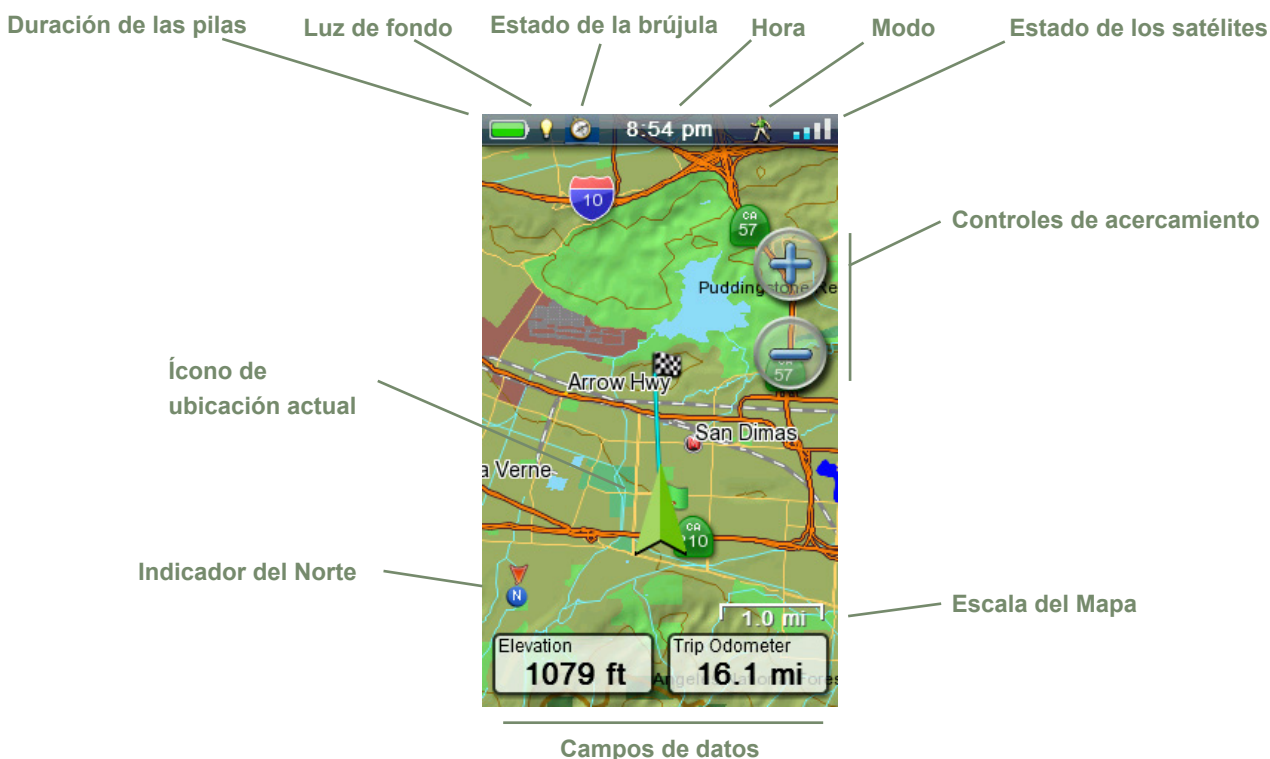 Duración de las pilas
Luz de fondo
Estado de la brújula
Hora
Modo
Estado de los satélites
8:54 pm
10
CA
57
Controles de acercamiento
Puddingstone Re
57
Ícono de
ubicación actual
Arrow Hwy
San Dimas
a Verne
CA
210
Indicador del Norte
N
1.0 mi
Escala del Mapa
Elevation
1079 ft
Trip Odometer
16.1 mi
Campos de datos